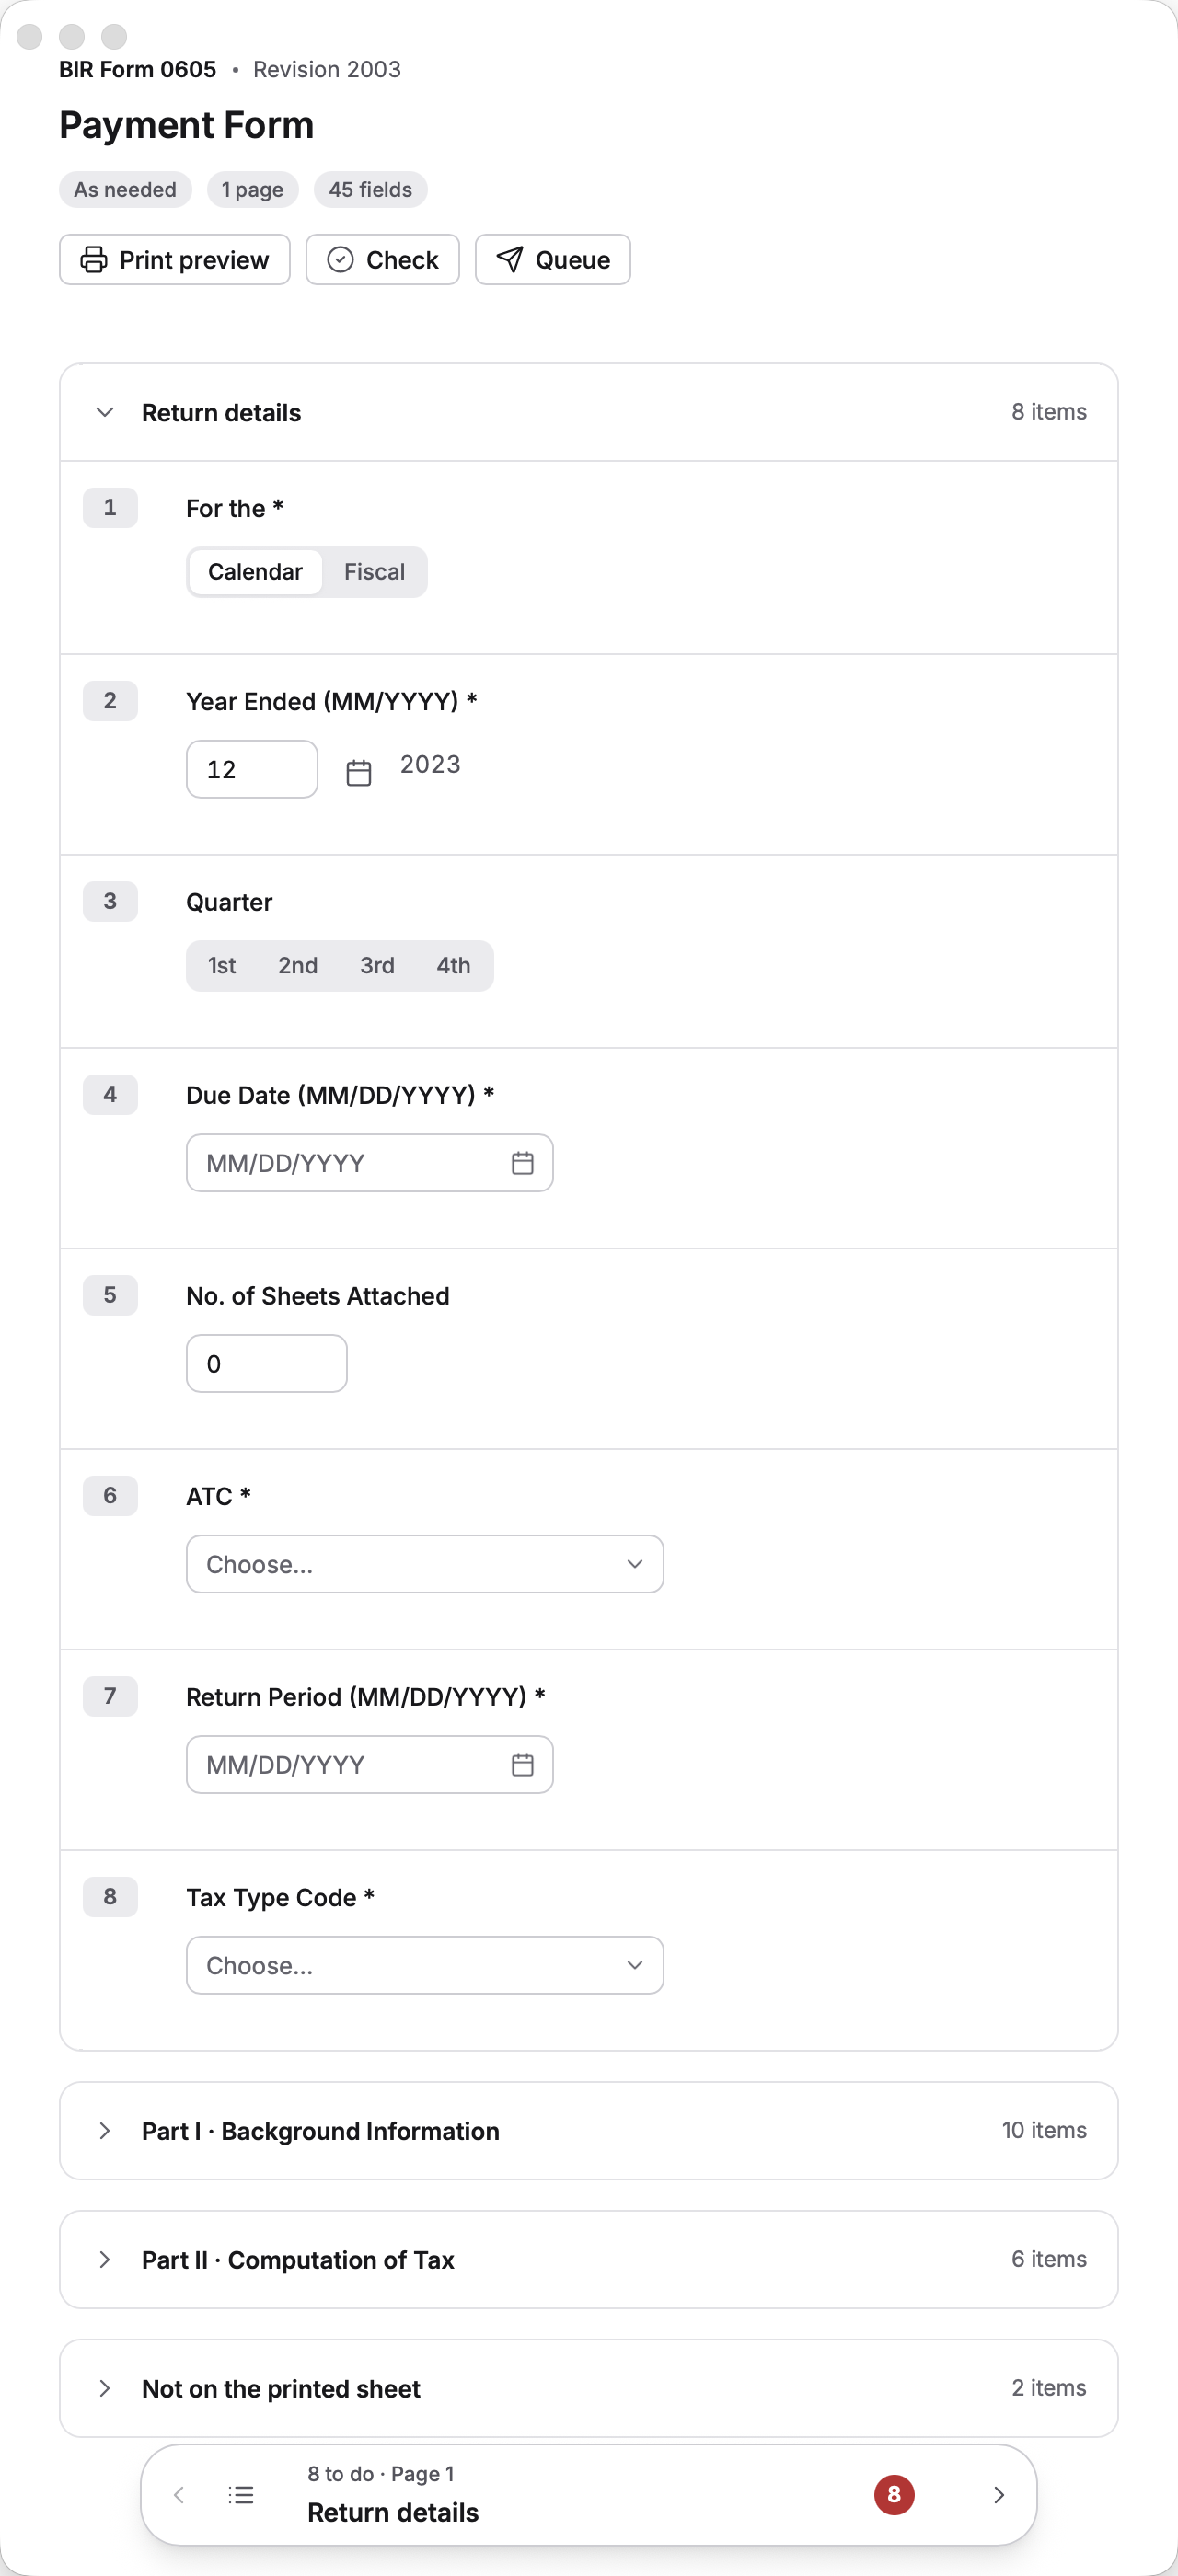 BIR Form 0605 • Revision 2003
Payment Form
As needed 1 page 45 fields
Print preview Check Queue
Return details 8 items
1 For the *
Calendar Fiscal
2 Year Ended (MM/YYYY) *
12 2023
3 Quarter
1st 2nd 3rd 4th
4 Due Date (MM/DD/YYYY) *
MM/DD/YYYY
5 No. of Sheets Attached
0
6 ATC *
Choose...
7 Return Period (MM/DD/YYYY) *
MM/DD/YYYY
8 Tax Type Code *
Choose...
Part I · Background Information 10 items
Part II · Computation of Tax 6 items
Not on the printed sheet 2 items
8 to do · Page 1
Return details 8